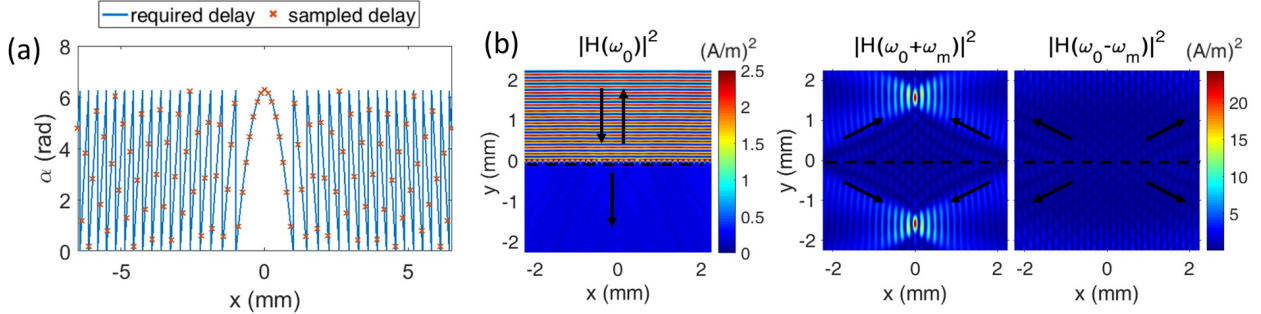 required delay sampled delay
(a)
8
6
4
2
0
α (rad)
-5 0 5
x (mm)
(b)
|H(ω₀)|² (A/m)²
2
1
0
-1
-2
y (mm)
-2 0 2
x (mm)
2.5
2
1.5
1
0.5
0
|H(ω₀+ωₘ)|² |H(ω₀-ωₘ)|² (A/m)²
2
1
0
-1
-2
y (mm)
-2 0 2 -2 0 2
x (mm) x (mm)
20
15
10
5